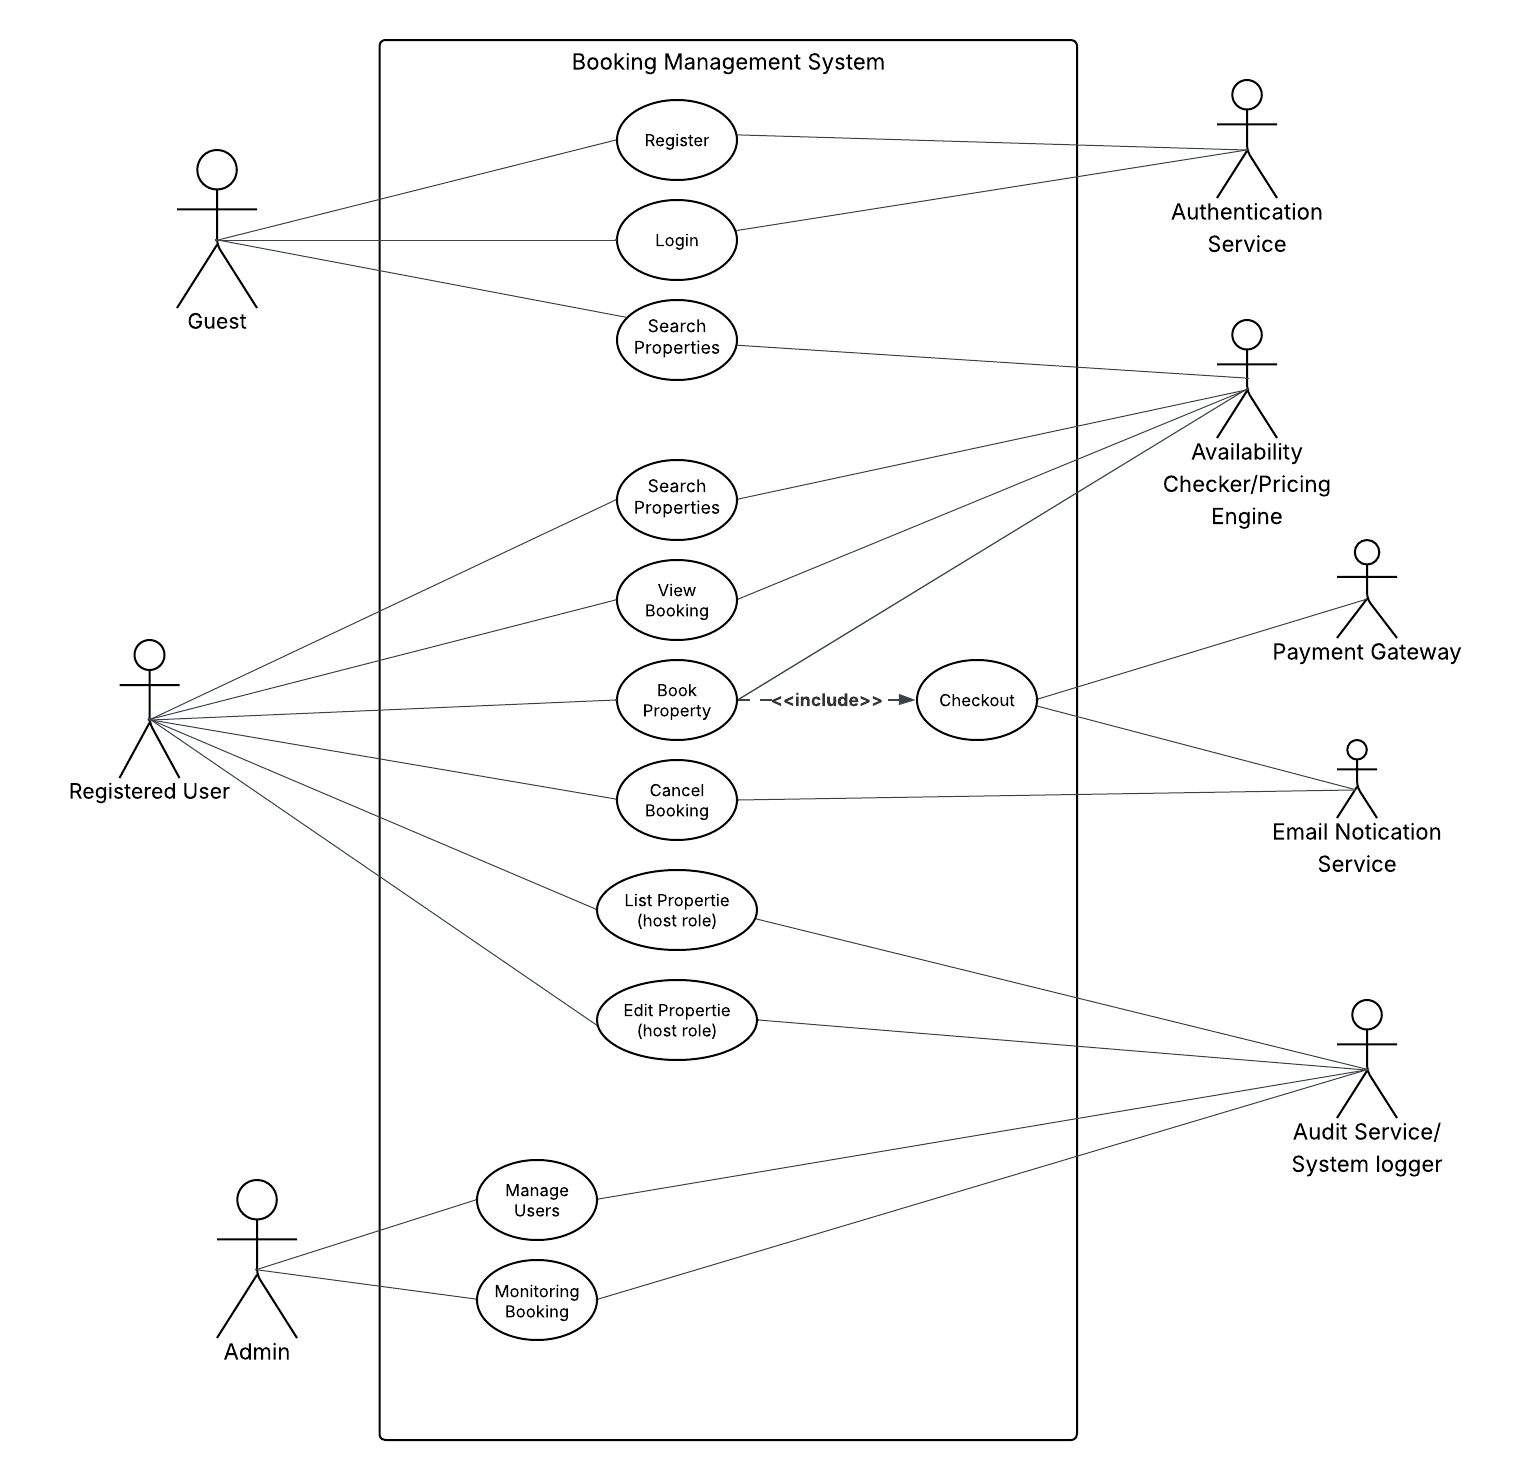 Booking Management System
Register
Login
Search
Properties
Guest
Authentication
Service
Search
Properties
View
Booking
Book
Property
<<include>>
Checkout
Cancel
Booking
List Propertie
(host role)
Edit Propertie
(host role)
Registered User
Availability
Checker/Pricing
Engine
Payment Gateway
Email Notication
Service
Audit Service/
System logger
Manage
Users
Monitoring
Booking
Admin